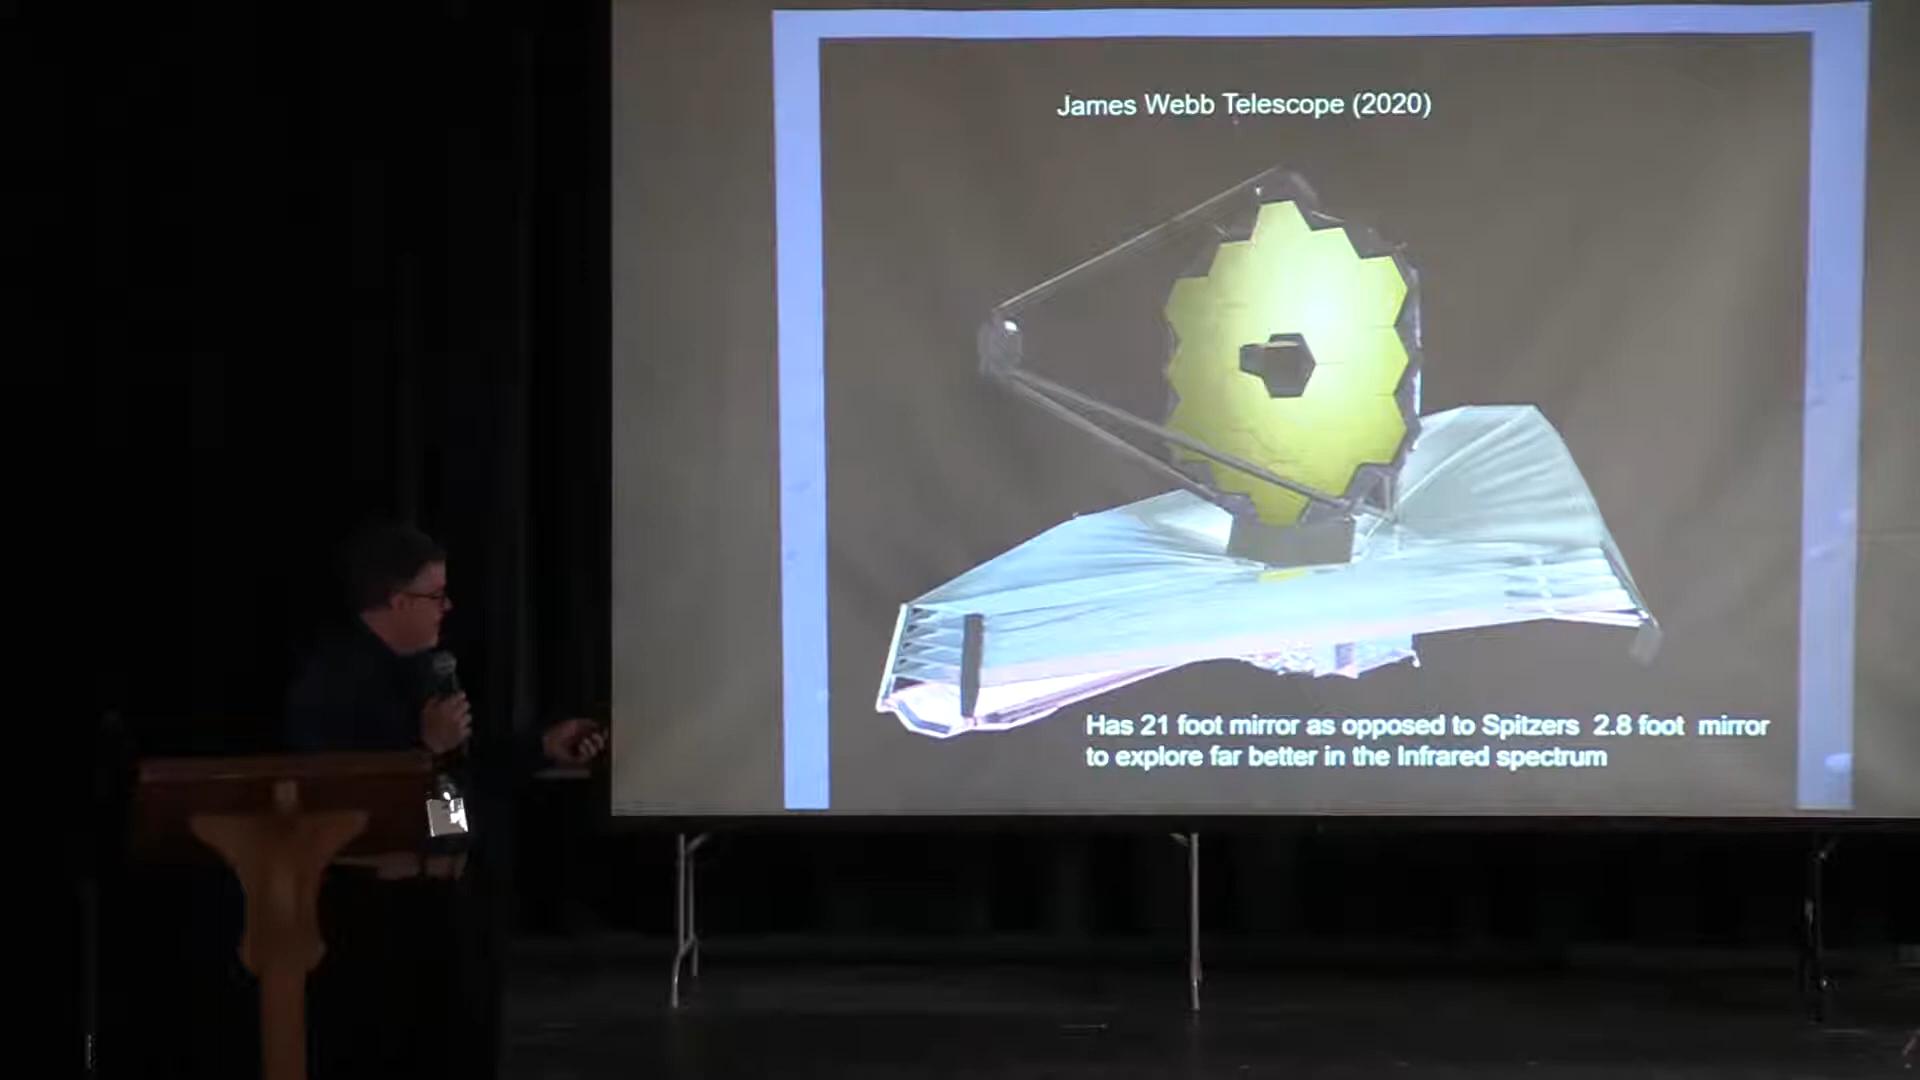 James Webb Telescope (2020)
Has 21 foot mirror as opposed to Spitzers 2.8 foot mirror
to explore far better in the Infrared spectrum